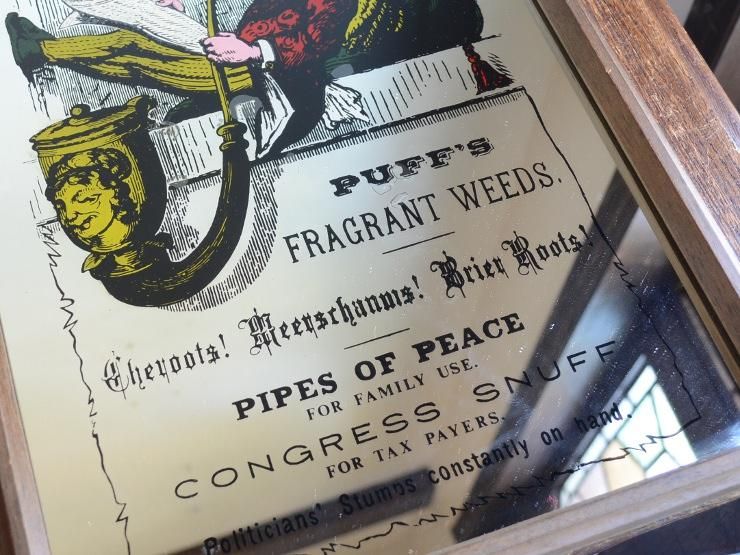 PUFF'S
FRAGRANT WEEDS.
Cheroots! Meerschaums! Brier Roots!
PIPES OF PEACE
FOR FAMILY USE.
CONGRESS SNUFF
FOR TAX PAYERS.
Politicians' Stumps constantly on hand.